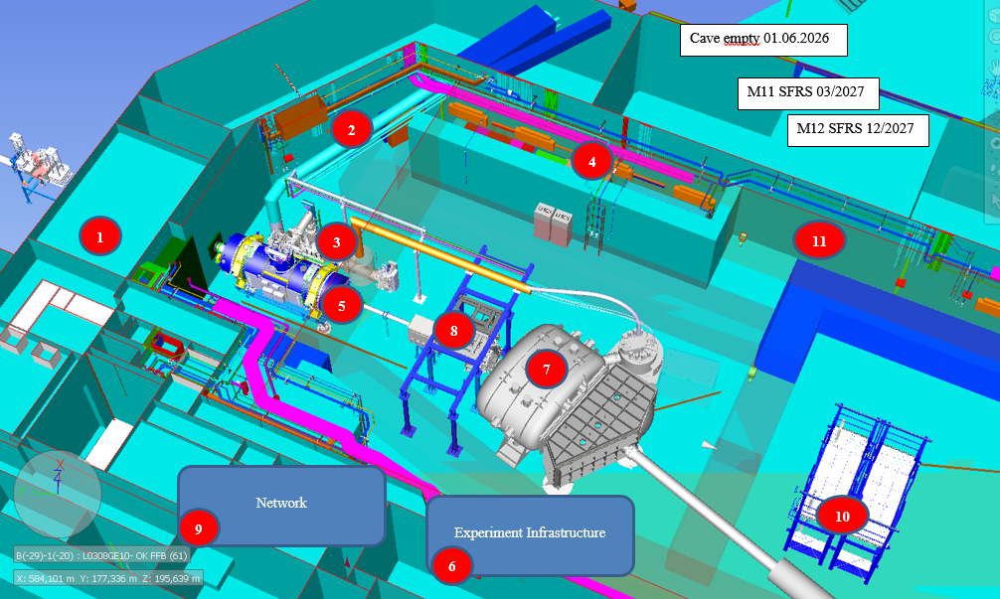 Cave empty 01.06.2026
M11 SFRS 03/2027
M12 SFRS 12/2027
2
4
1
3
11
5
8
7
Network
9
Experiment Infrastructure
10
6
X
Z
B(-29)-1(-20) : L0308GE10- OK FFB (61)
X: 584,101 m Y: 177,336 m Z: 195,639 m